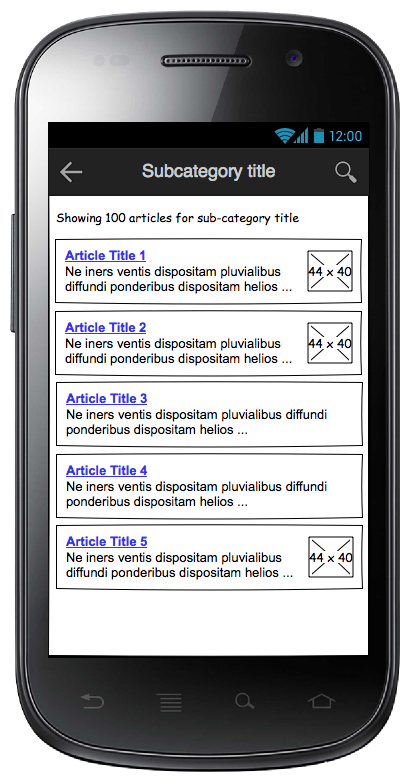 12:00
Subcategory title
Showing 100 articles for sub-category title
Article Title 1
Ne iners ventis dispositam pluvialibus
diffundi ponderibus dispositam helios ...
44 x 40
Article Title 2
Ne iners ventis dispositam pluvialibus
diffundi ponderibus dispositam helios ...
44 x 40
Article Title 3
Ne iners ventis dispositam pluvialibus diffundi
ponderibus dispositam helios ...
Article Title 4
Ne iners ventis dispositam pluvialibus diffundi
ponderibus dispositam helios ...
Article Title 5
Ne iners ventis dispositam pluvialibus
diffundi ponderibus dispositam helios ...
44 x 40